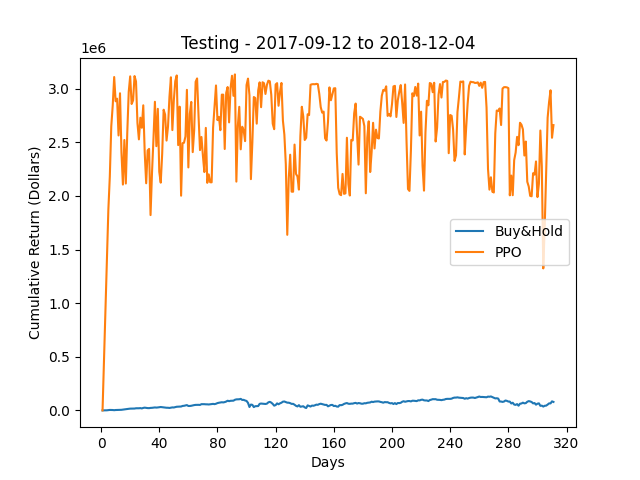 Testing - 2017-09-12 to 2018-12-04
1e6
3.0
2.5
2.0
1.5
1.0
0.5
0.0
Cumulative Return (Dollars)
Buy&Hold
PPO
0 40 80 120 160 200 240 280 320
Days